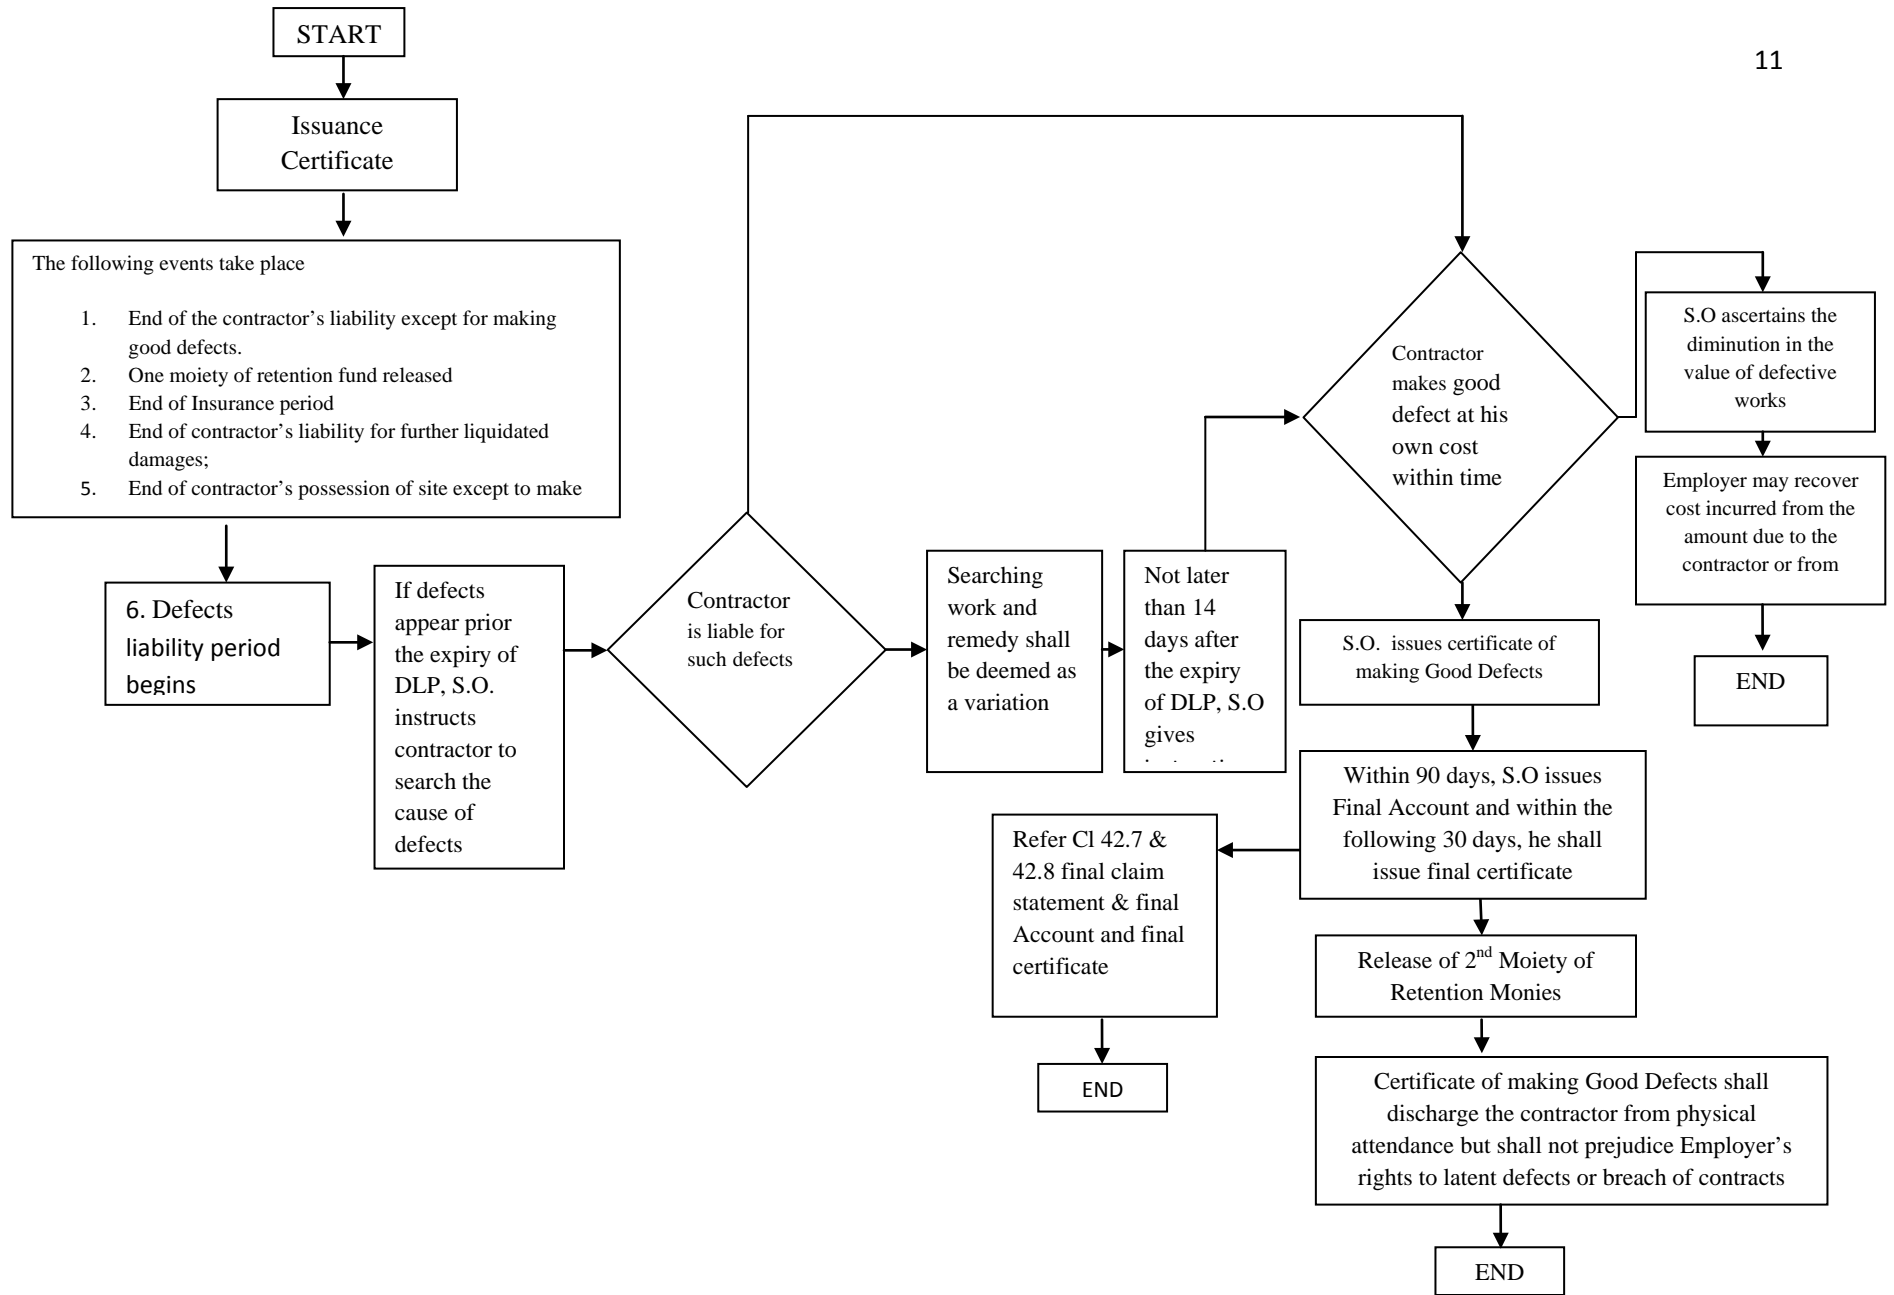 11
START
Issuance
Certificate
The following events take place
1. End of the contractor’s liability except for making
good defects.
2. One moiety of retention fund released
3. End of Insurance period
4. End of contractor’s liability for further liquidated
damages;
5. End of contractor’s possession of site except to make
6. Defects
liability period
begins
If defects
appear prior
the expiry of
DLP, S.O.
instructs
contractor to
search the
cause of
defects
Contractor
is liable for
such defects
Searching
work and
remedy shall
be deemed as
a variation
Not later
than 14
days after
the expiry
of DLP, S.O
gives
Contractor
makes good
defect at his
own cost
within time
S.O ascertains the
diminution in the
value of defective
works
Employer may recover
cost incurred from the
amount due to the
contractor or from
END
S.O. issues certificate of
making Good Defects
Within 90 days, S.O issues
Final Account and within the
following 30 days, he shall
issue final certificate
Refer Cl 42.7 &
42.8 final claim
statement & final
Account and final
certificate
END
Release of 2nd Moiety of
Retention Monies
Certificate of making Good Defects shall
discharge the contractor from physical
attendance but shall not prejudice Employer’s
rights to latent defects or breach of contracts
END